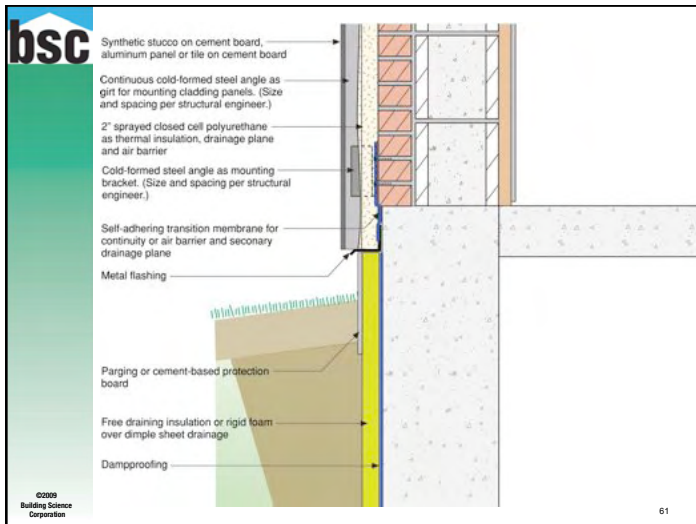 bsc
Synthetic stucco on cement board,
aluminum panel or tile on cement board
Continuous cold-formed steel angle as
girt for mounting cladding panels. (Size
and spacing per structural engineer.)
2" sprayed closed cell polyurethane
as thermal insulation, drainage plane
and air barrier
Cold-formed steel angle as mounting
bracket. (Size and spacing per structural
engineer.)
Self-adhering transition membrane for
continuity or air barrier and seconary
drainage plane
Metal flashing
Parging or cement-based protection
board
Free draining insulation or rigid foam
over dimple sheet drainage
Dampproofing
©2009
Building Science
Corporation
61